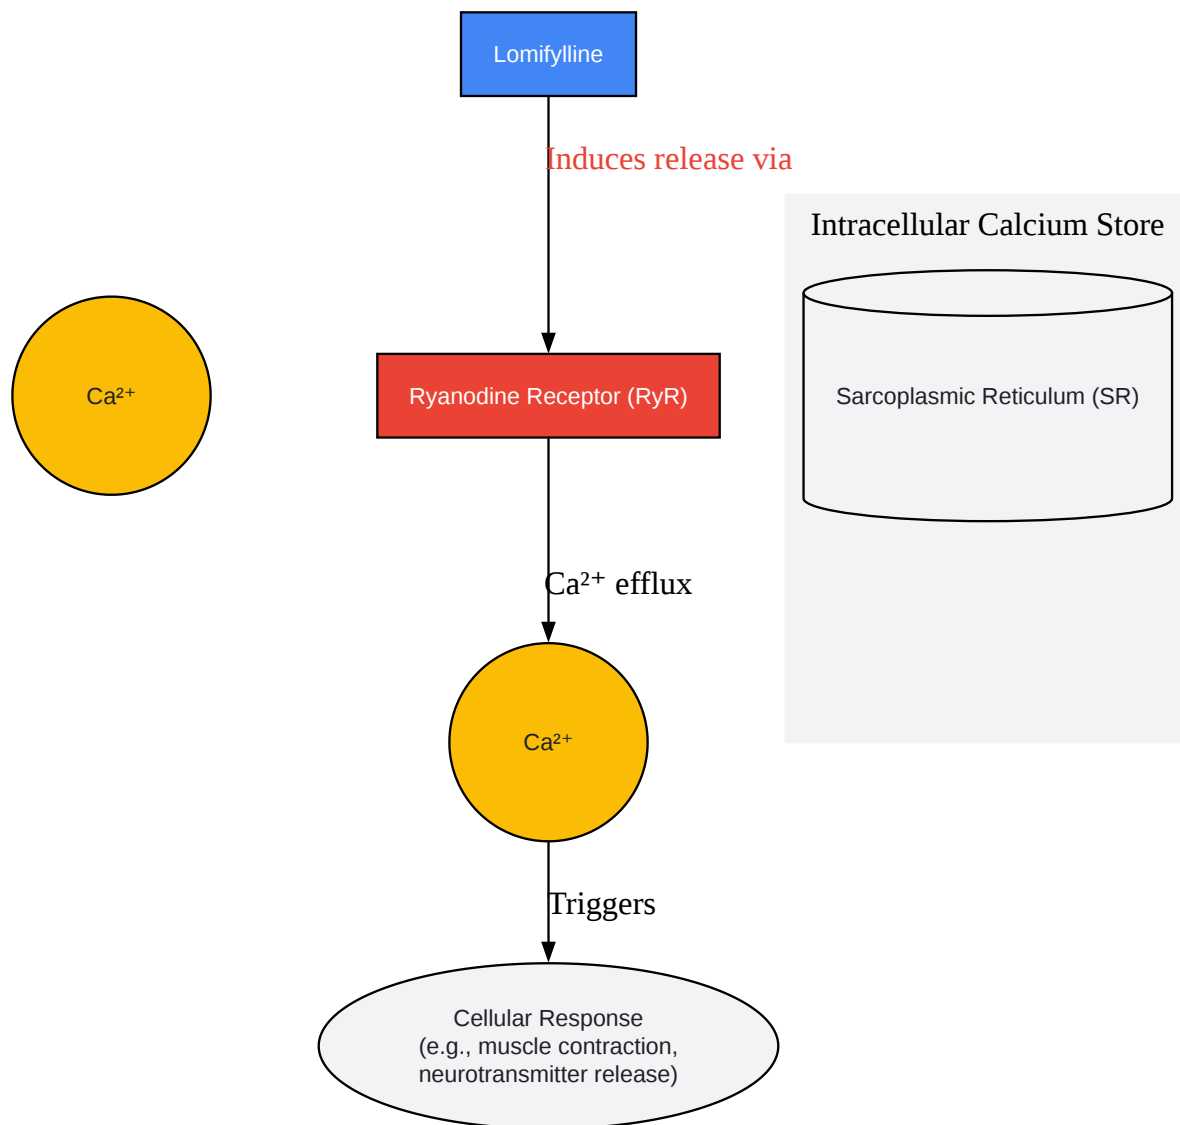 Lomifylline
Induces release via
Intracellular Calcium Store
Ca²⁺
Ryanodine Receptor (RyR)
Sarcoplasmic Reticulum (SR)
Ca²⁺ efflux
Ca²⁺
Triggers
Cellular Response
(e.g., muscle contraction,
neurotransmitter release)